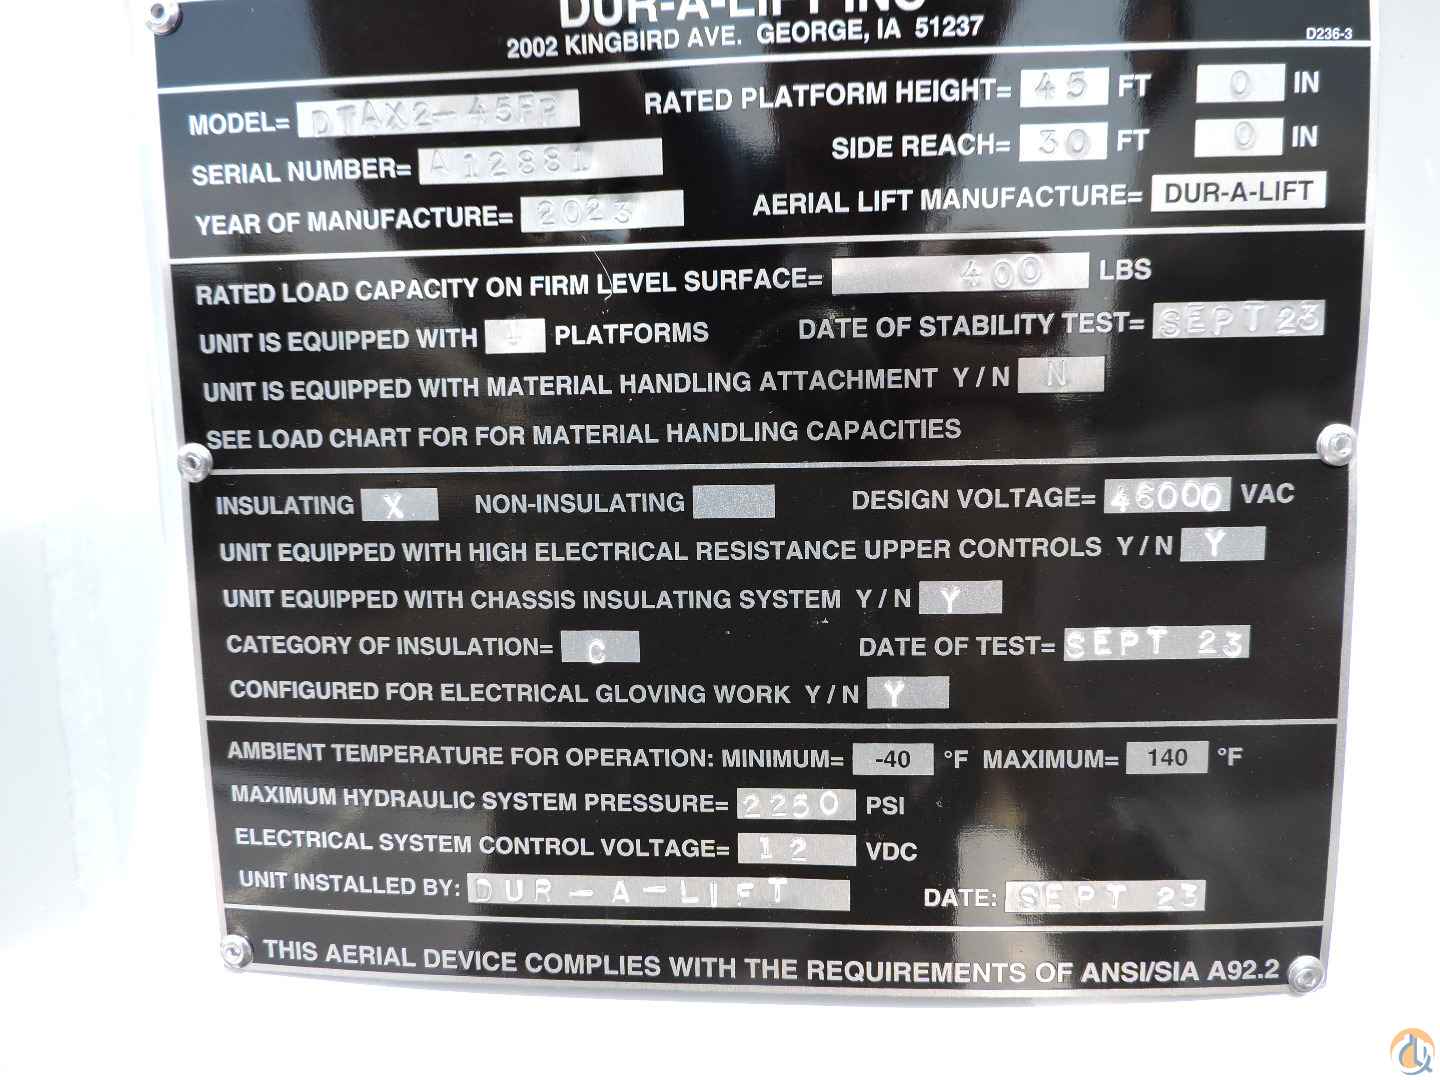 DUR-A-LIFT INC
2002 KINGBIRD AVE. GEORGE, IA 51237
D236-3
MODEL= DTAX2-45FP RATED PLATFORM HEIGHT= 45 FT 0 IN
SERIAL NUMBER= A12881 SIDE REACH= 30 FT 0 IN
YEAR OF MANUFACTURE= 2023 AERIAL LIFT MANUFACTURE= DUR-A-LIFT
RATED LOAD CAPACITY ON FIRM LEVEL SURFACE= 400 LBS
UNIT IS EQUIPPED WITH PLATFORMS DATE OF STABILITY TEST= SEPT 23
UNIT IS EQUIPPED WITH MATERIAL HANDLING ATTACHMENT Y / N N
SEE LOAD CHART FOR FOR MATERIAL HANDLING CAPACITIES
INSULATING X NON-INSULATING DESIGN VOLTAGE= 46000 VAC
UNIT EQUIPPED WITH HIGH ELECTRICAL RESISTANCE UPPER CONTROLS Y / N Y
UNIT EQUIPPED WITH CHASSIS INSULATING SYSTEM Y / N Y
CATEGORY OF INSULATION= C DATE OF TEST= SEPT 23
CONFIGURED FOR ELECTRICAL GLOVING WORK Y / N Y
AMBIENT TEMPERATURE FOR OPERATION: MINIMUM= -40 °F MAXIMUM= 140 °F
MAXIMUM HYDRAULIC SYSTEM PRESSURE= 2250 PSI
ELECTRICAL SYSTEM CONTROL VOLTAGE= 12 VDC
UNIT INSTALLED BY: DUR-A-LIFT DATE: SEPT 23
THIS AERIAL DEVICE COMPLIES WITH THE REQUIREMENTS OF ANSI/SIA A92.2